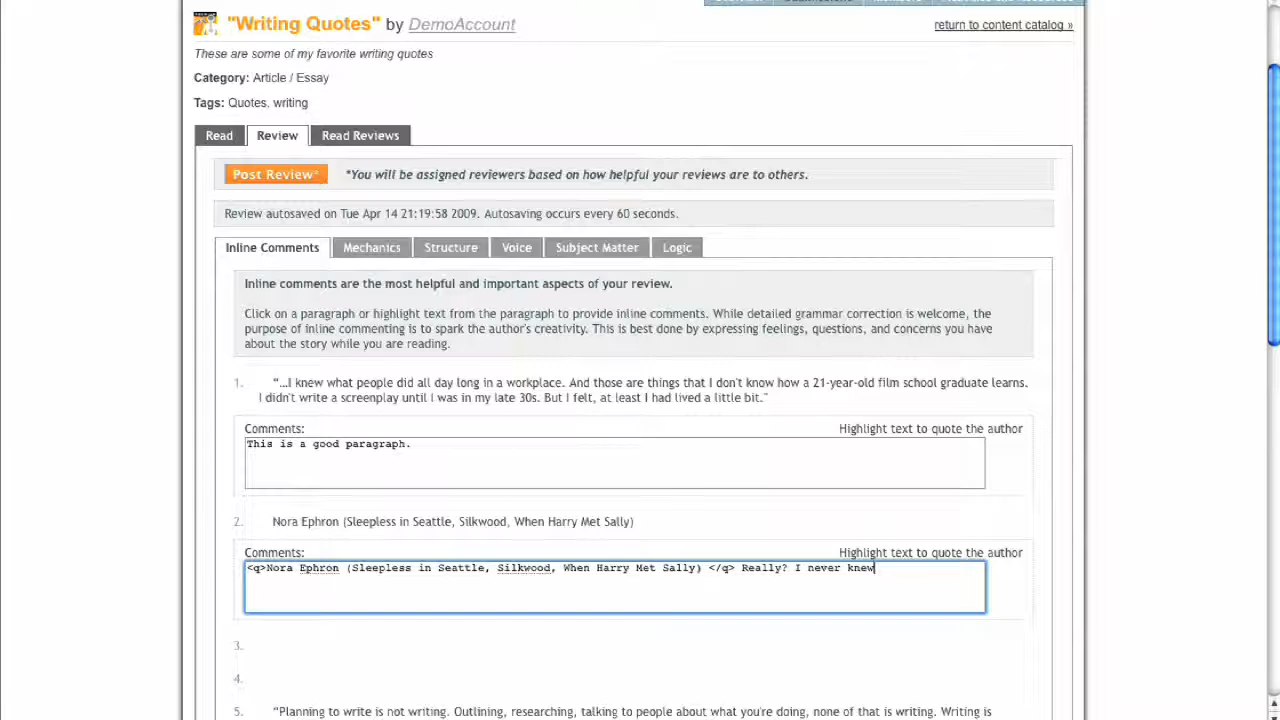 "Writing Quotes" by DemoAccount
return to content catalog »
These are some of my favorite writing quotes
Category: Article / Essay
Tags: Quotes, writing
Read Review Read Reviews
Post Review* *You will be assigned reviewers based on how helpful your reviews are to others.
Review autosaved on Tue Apr 14 21:19:58 2009. Autosaving occurs every 60 seconds.
Inline Comments Mechanics Structure Voice Subject Matter Logic
Inline comments are the most helpful and important aspects of your review.
Click on a paragraph or highlight text from the paragraph to provide inline comments. While detailed grammar correction is welcome, the
purpose of inline commenting is to spark the author's creativity. This is best done by expressing feelings, questions, and concerns you have
about the story while you are reading.
1. “…I knew what people did all day long in a workplace. And those are things that I don't know how a 21-year-old film school graduate learns.
I didn't write a screenplay until I was in my late 30s. But I felt, at least I had lived a little bit.”
Comments: Highlight text to quote the author
This is a good paragraph.
2. Nora Ephron (Sleepless in Seattle, Silkwood, When Harry Met Sally)
Comments: Highlight text to quote the author
<q>Nora Ephron (Sleepless in Seattle, Silkwood, When Harry Met Sally) </q> Really? I never knew
3.
4.
5. “Planning to write is not writing. Outlining, researching, talking to people about what you're doing, none of that is writing. Writing is